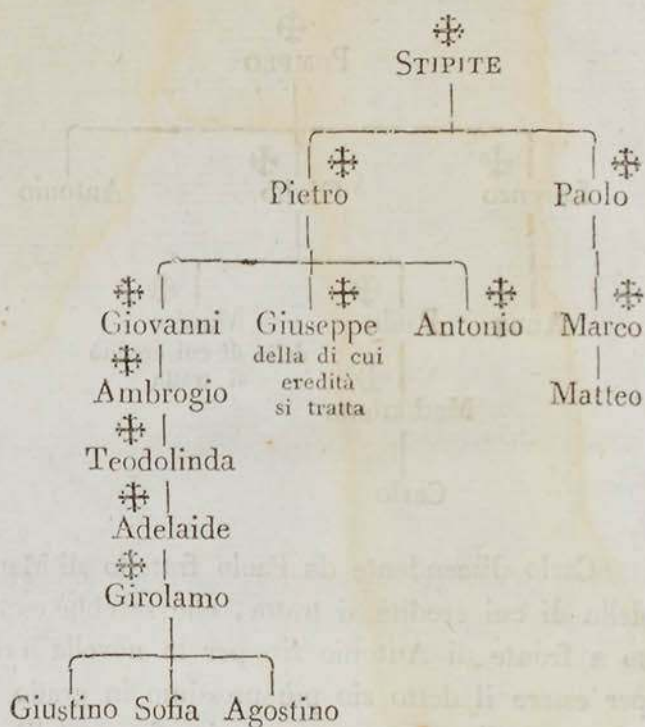 STIPITE
Pietro Paolo
Giovanni Giuseppe Antonio Marco
della di cui
eredità
si tratta
Ambrogio Matteo
Teodolinda
Adelaide
Girolamo
Giustino Sofia Agostino